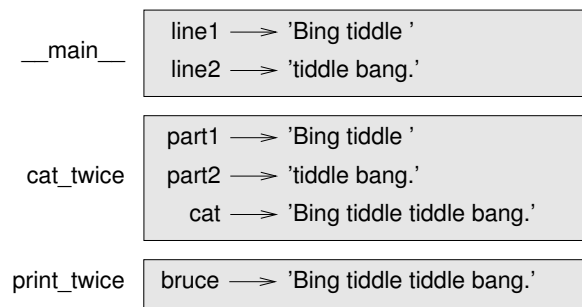 __main__
line1 'Bing tiddle '
line2 'tiddle bang.'
cat_twice
part1 'Bing tiddle '
part2 'tiddle bang.'
cat 'Bing tiddle tiddle bang.'
print_twice
bruce 'Bing tiddle tiddle bang.'